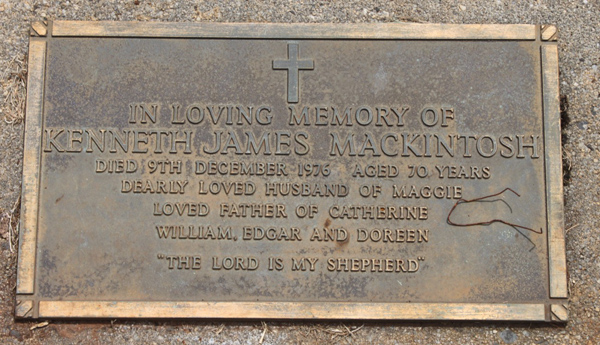 IN LOVING MEMORY OF
KENNETH JAMES MACKINTOSH
DIED 9TH DECEMBER 1976 AGED 70 YEARS
DEARLY LOVED HUSBAND OF MAGGIE
LOVED FATHER OF CATHERINE
WILLIAM, EDGAR AND DOREEN
"THE LORD IS MY SHEPHERD"